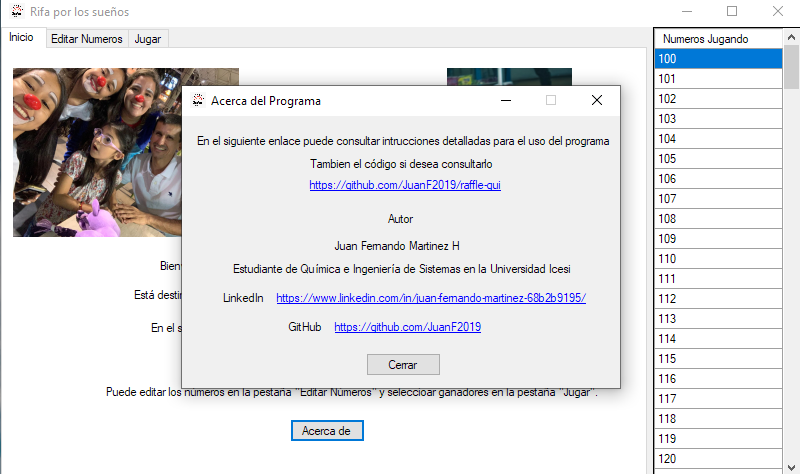 Rifa por los sueños
Inicio
Editar Numeros
Jugar
Numeros Jugando
100
101
102
103
104
105
106
107
108
109
110
111
112
113
114
115
116
117
118
119
120
Acerca del Programa
En el siguiente enlace puede consultar intrucciones detalladas para el uso del programa
Tambien el código si desea consultarlo
https://github.com/JuanF2019/raffle-gui
Autor
Juan Fernando Martinez H
Estudiante de Química e Ingeniería de Sistemas en la Universidad Icesi
LinkedIn https://www.linkedin.com/in/juan-fernando-martinez-68b2b9195/
GitHub https://github.com/JuanF2019
Cerrar
Está
En el
Puede editar los números en la pestaña "Editar Numeros" y seleccioar ganadores en la pestaña "Jugar".
Acerca de